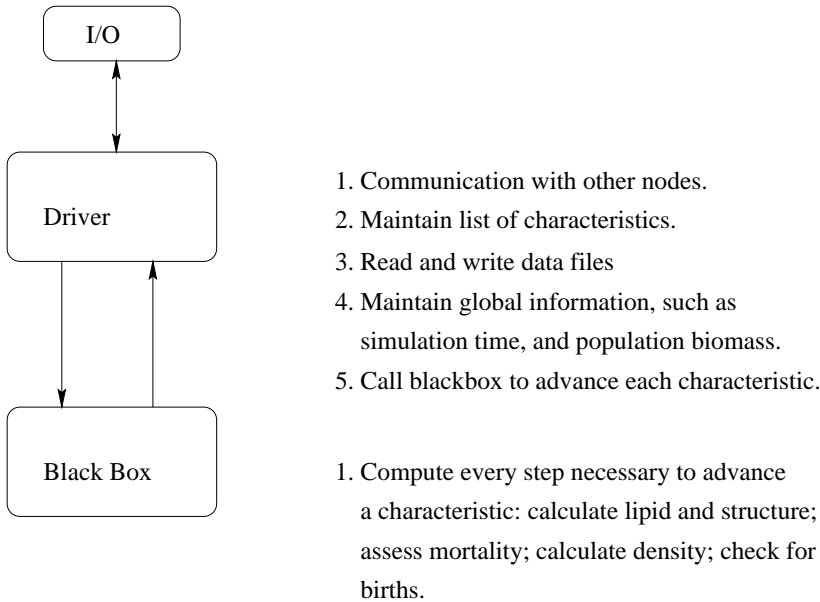 I/O
Driver
1. Communication with other nodes.
2. Maintain list of characteristics.
3. Read and write data files
4. Maintain global information, such as
simulation time, and population biomass.
5. Call blackbox to advance each characteristic.
Black Box
1. Compute every step necessary to advance
a characteristic: calculate lipid and structure;
assess mortality; calculate density; check for
births.